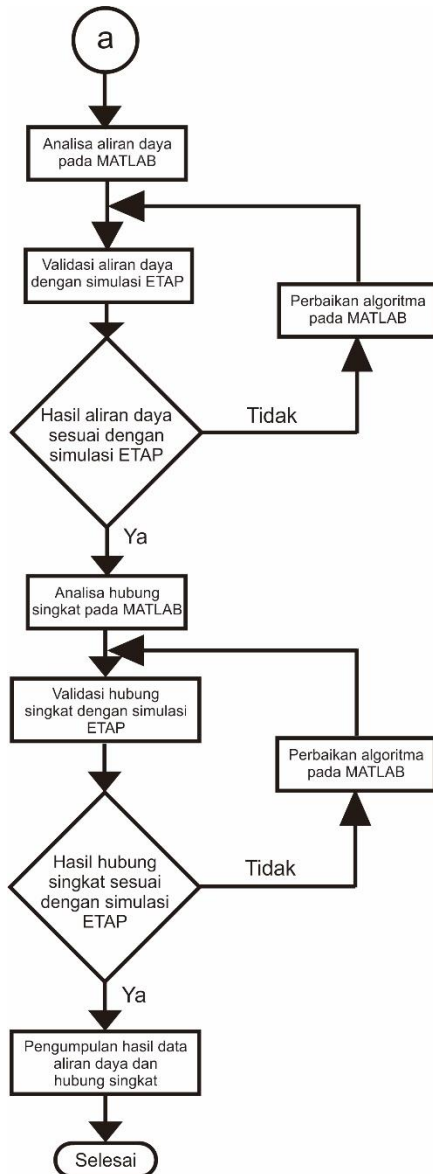 a
Analisa aliran daya
pada MATLAB
Validasi aliran daya
dengan simulasi ETAP
Perbaikan algoritma
pada MATLAB
Hasil aliran daya
sesuai dengan
simulasi ETAP
Tidak
Ya
Analisa hubung
singkat pada MATLAB
Validasi hubung
singkat dengan simulasi
ETAP
Perbaikan algoritma
pada MATLAB
Hasil hubung
singkat sesuai
dengan simulasi
ETAP
Tidak
Ya
Pengumpulan hasil data
aliran daya dan
hubung singkat
Selesai